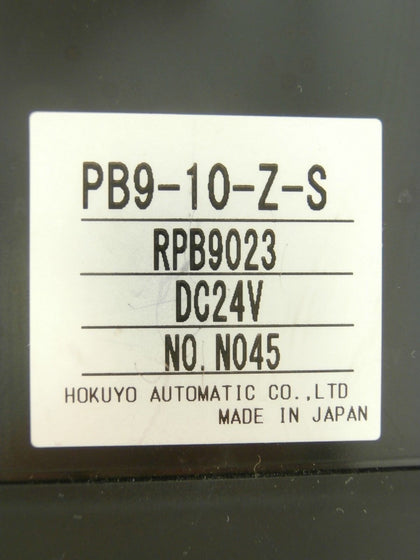 PB9-10-Z-S
RPB9023
DC24V
NO. N045
HOKUYO AUTOMATIC CO.,LTD
MADE IN JAPAN